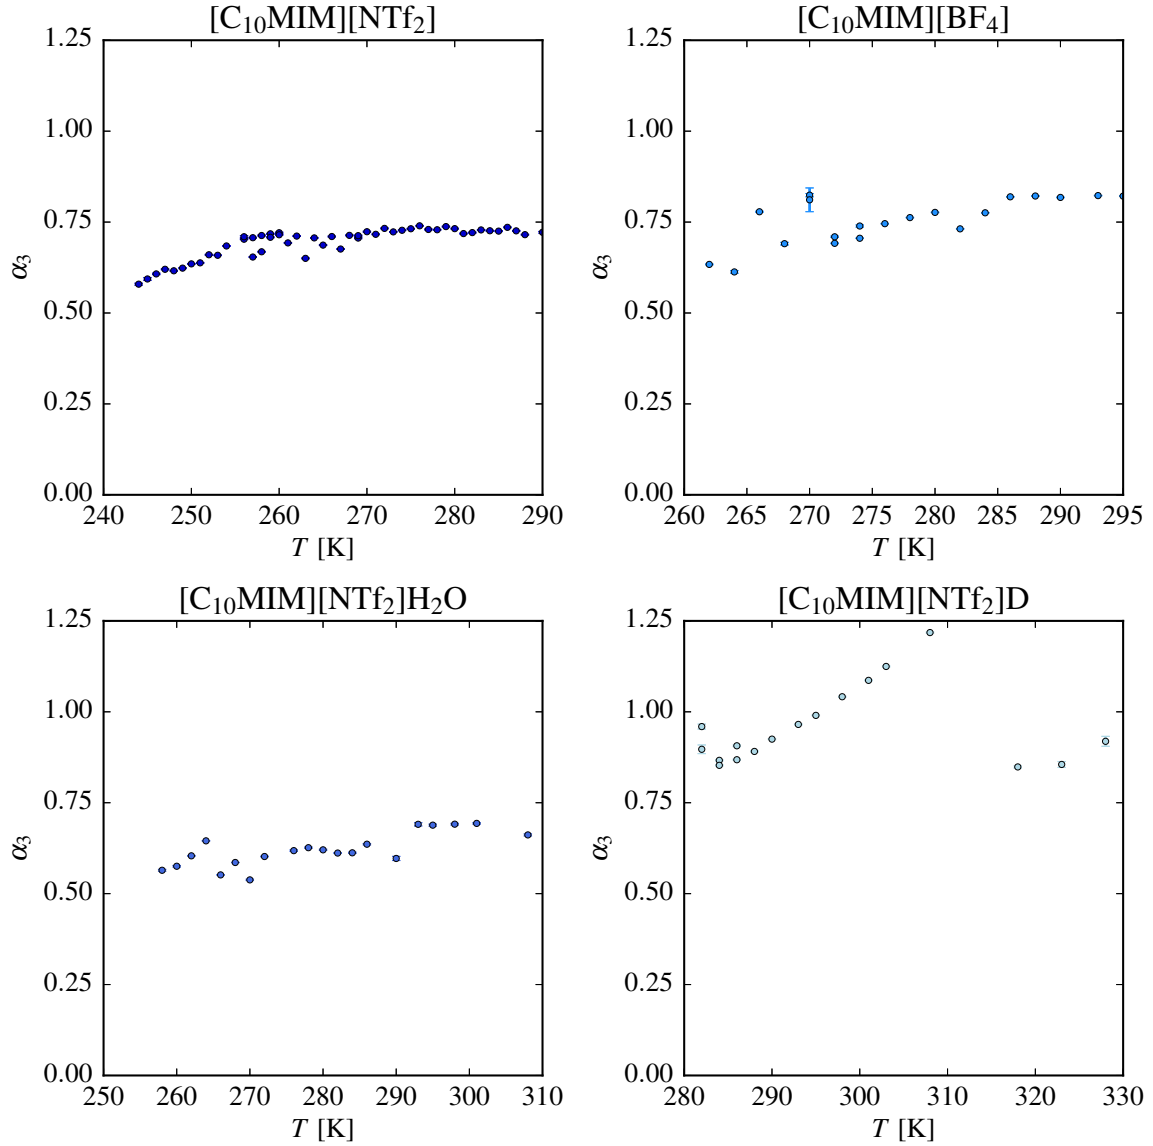 [C₁₀MIM][NTf₂]
1.25
1.00
0.75
0.50
0.25
0.00
α₃
240 250 260 270 280 290
T [K]
[C₁₀MIM][BF₄]
1.25
1.00
0.75
0.50
0.25
0.00
α₃
260 265 270 275 280 285 290 295
T [K]
[C₁₀MIM][NTf₂]H₂O
1.25
1.00
0.75
0.50
0.25
0.00
α₃
250 260 270 280 290 300 310
T [K]
[C₁₀MIM][NTf₂]D
1.25
1.00
0.75
0.50
0.25
0.00
α₃
280 290 300 310 320 330
T [K]